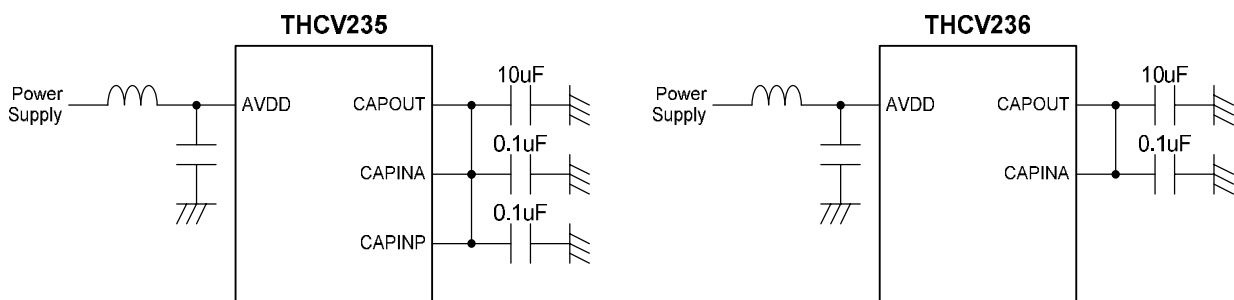 THCV235
Power
Supply
AVDD
CAPOUT
10uF
CAPINA
0.1uF
CAPINP
0.1uF
THCV236
Power
Supply
AVDD
CAPOUT
10uF
CAPINA
0.1uF